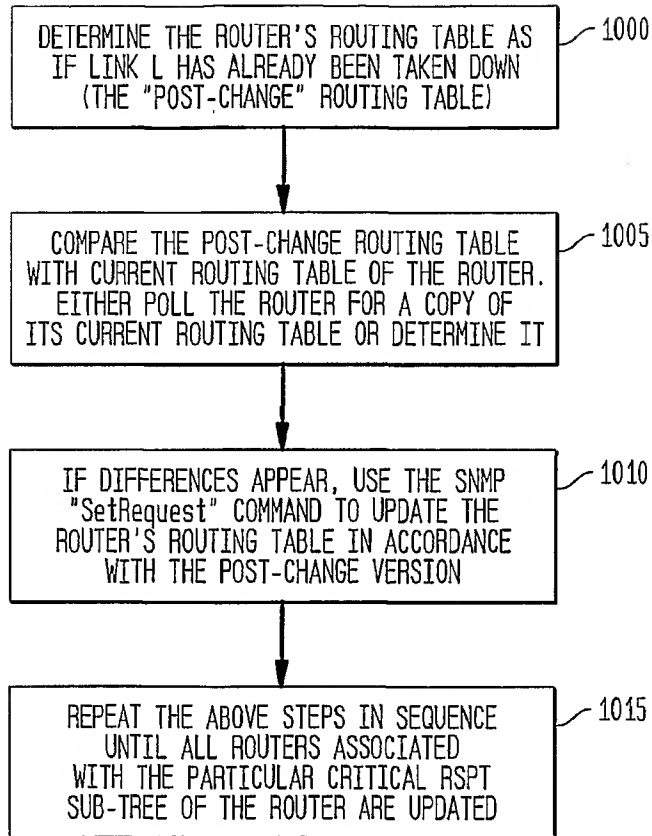 DETERMINE THE ROUTER'S ROUTING TABLE AS
IF LINK L HAS ALREADY BEEN TAKEN DOWN
(THE "POST-CHANGE" ROUTING TABLE)
1000
COMPARE THE POST-CHANGE ROUTING TABLE
WITH CURRENT ROUTING TABLE OF THE ROUTER.
EITHER POLL THE ROUTER FOR A COPY OF
ITS CURRENT ROUTING TABLE OR DETERMINE IT
1005
IF DIFFERENCES APPEAR, USE THE SNMP
"SetRequest" COMMAND TO UPDATE THE
ROUTER'S ROUTING TABLE IN ACCORDANCE
WITH THE POST-CHANGE VERSION
1010
REPEAT THE ABOVE STEPS IN SEQUENCE
UNTIL ALL ROUTERS ASSOCIATED
WITH THE PARTICULAR CRITICAL RSPT
SUB-TREE OF THE ROUTER ARE UPDATED
1015